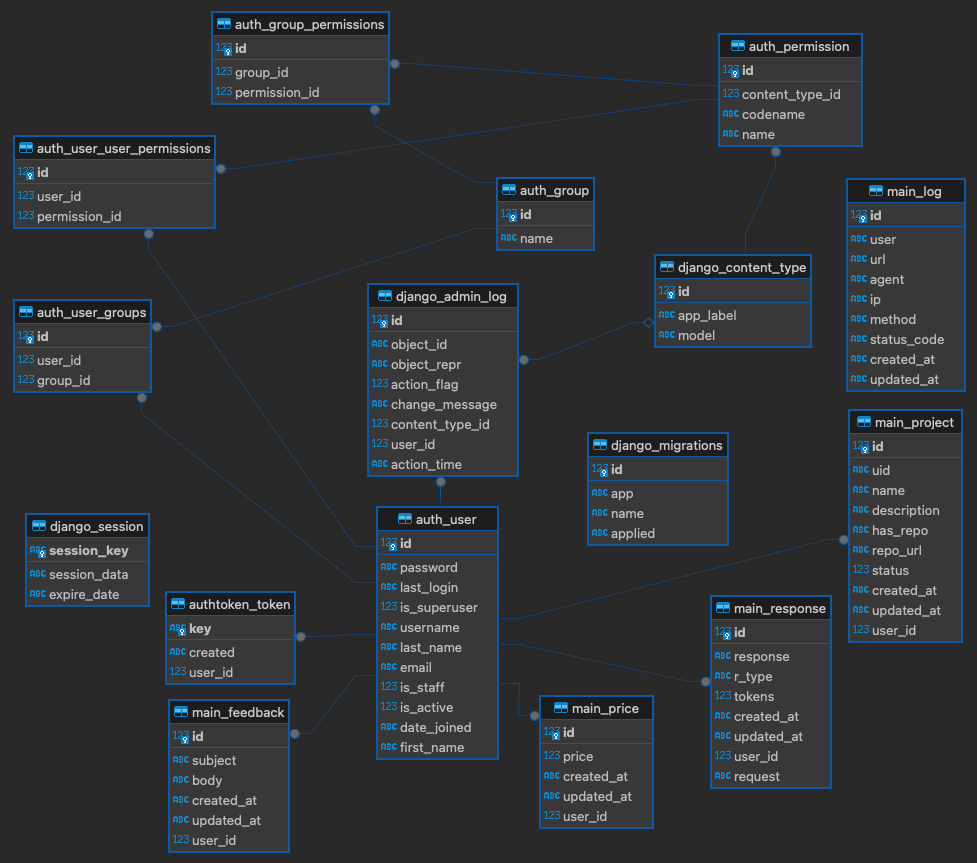 auth_group_permissions
123 id
123 group_id
123 permission_id
auth_permission
123 id
123 content_type_id
ABC codename
ABC name
auth_user_user_permissions
123 id
123 user_id
123 permission_id
auth_group
123 id
ABC name
main_log
123 id
ABC user
ABC url
ABC agent
ABC ip
ABC method
ABC status_code
ABC created_at
ABC updated_at
django_content_type
123 id
ABC app_label
ABC model
auth_user_groups
123 id
123 user_id
123 group_id
django_admin_log
123 id
ABC object_id
ABC object_repr
123 action_flag
ABC change_message
123 content_type_id
123 user_id
ABC action_time
main_project
123 id
ABC uid
ABC name
ABC description
ABC has_repo
ABC repo_url
123 status
ABC created_at
ABC updated_at
123 user_id
django_migrations
123 id
ABC app
ABC name
ABC applied
django_session
ABC session_key
ABC session_data
ABC expire_date
auth_user
123 id
ABC password
ABC last_login
123 is_superuser
ABC username
ABC last_name
ABC email
123 is_staff
123 is_active
ABC date_joined
ABC first_name
authtoken_token
ABC key
ABC created
123 user_id
main_response
123 id
ABC response
ABC r_type
123 tokens
ABC created_at
ABC updated_at
123 user_id
ABC request
main_feedback
123 id
ABC subject
ABC body
ABC created_at
ABC updated_at
123 user_id
main_price
123 id
123 price
ABC created_at
ABC updated_at
123 user_id